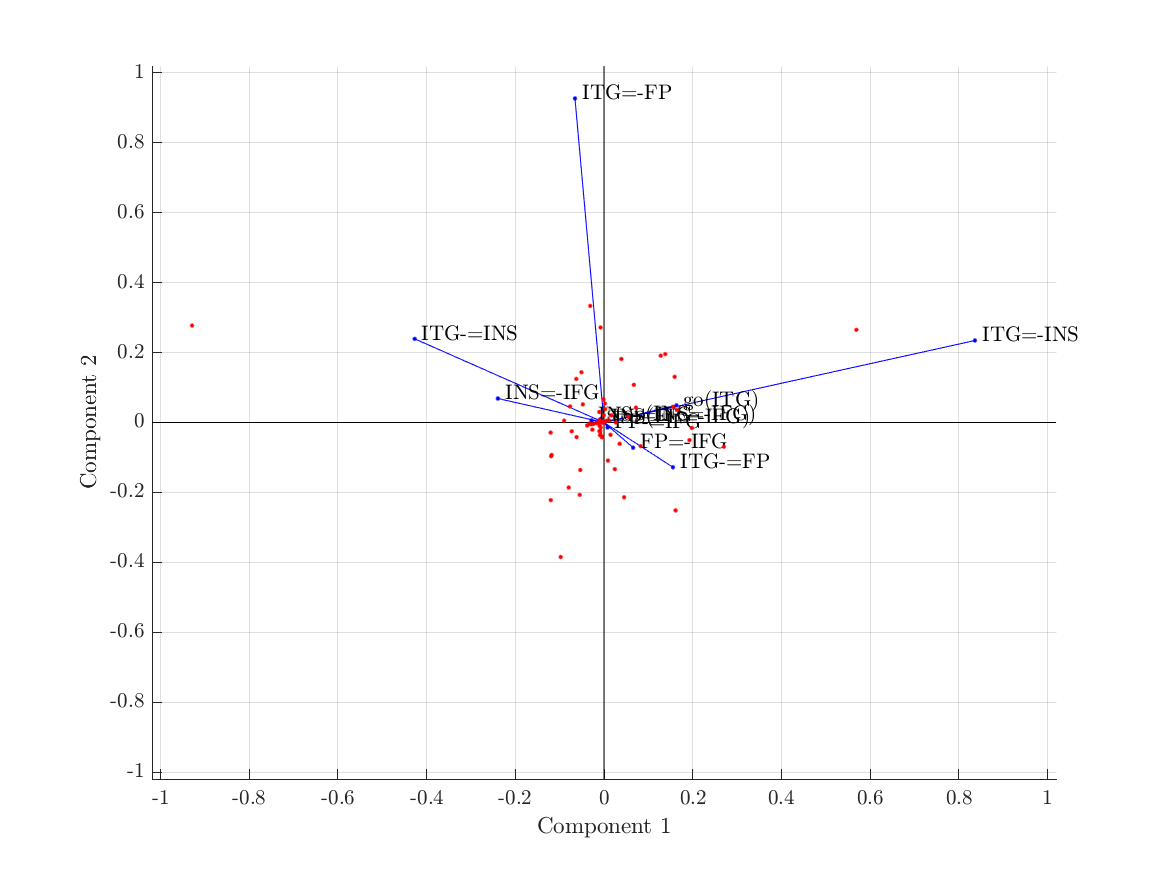 1
0.8
0.6
0.4
0.2
0
-0.2
-0.4
-0.6
-0.8
-1
Component 2
ITG=-FP
ITG-=INS
ITG=-INS
INS=-IFG
go(ITG)
FP=-IFG
ITG-=FP
-1
-0.8
-0.6
-0.4
-0.2
0
0.2
0.4
0.6
0.8
1
Component 1